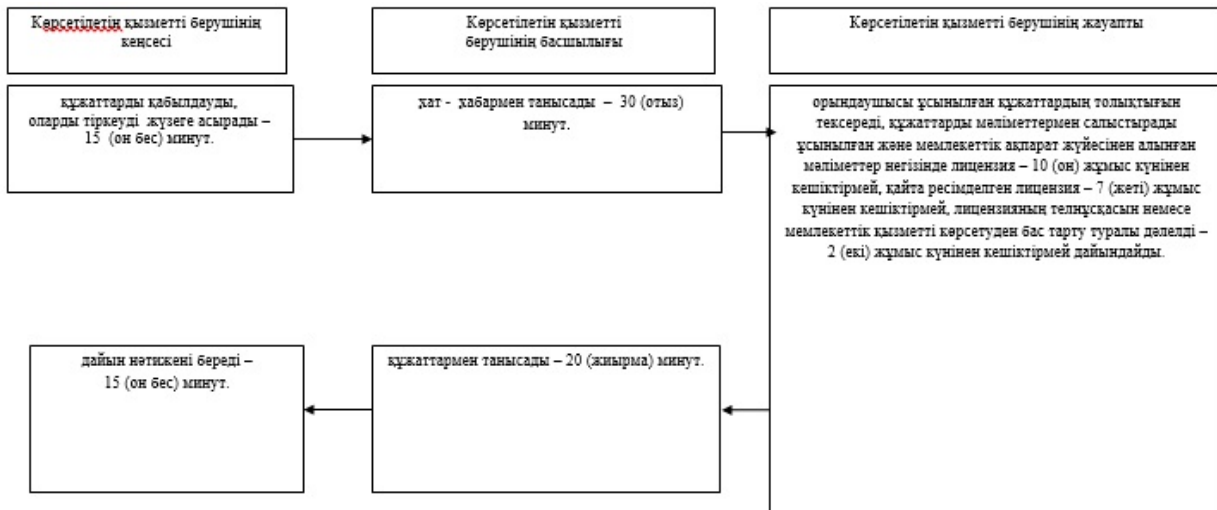 Көрсетілетін қызметті берушінің
кеңсесі
Көрсетілетін қызметті
берушінің басшылығы
Көрсетілетін қызметті берушінің жауапты
құжаттарды қабылдауды,
оларды тіркеуді жүзеге асырады –
15 (он бес) минут.
хат - хабармен танысады – 30 (отыз)
минут.
орындаушысы ұсынылған құжаттардың толықтығын
тексереді, құжаттарды мәліметтермен салыстырады
ұсынылған және мемлекеттік ақпарат жүйесінен алынған
мәліметтер негізінде лицензия – 10 (он) жұмыс күнінен
кешіктірмей, қайта ресімделген лицензия – 7 (жеті) жұмыс
күнінен кешіктірмей, лицензияның телнұсқасын немесе
мемлекеттік қызметті көрсетуден бас тарту туралы дәлелді –
2 (екі) жұмыс күнінен кешіктірмей дайындайды.
дайын нәтижені береді –
15 (он бес) минут.
құжаттармен танысады – 20 (жиырма) минут.